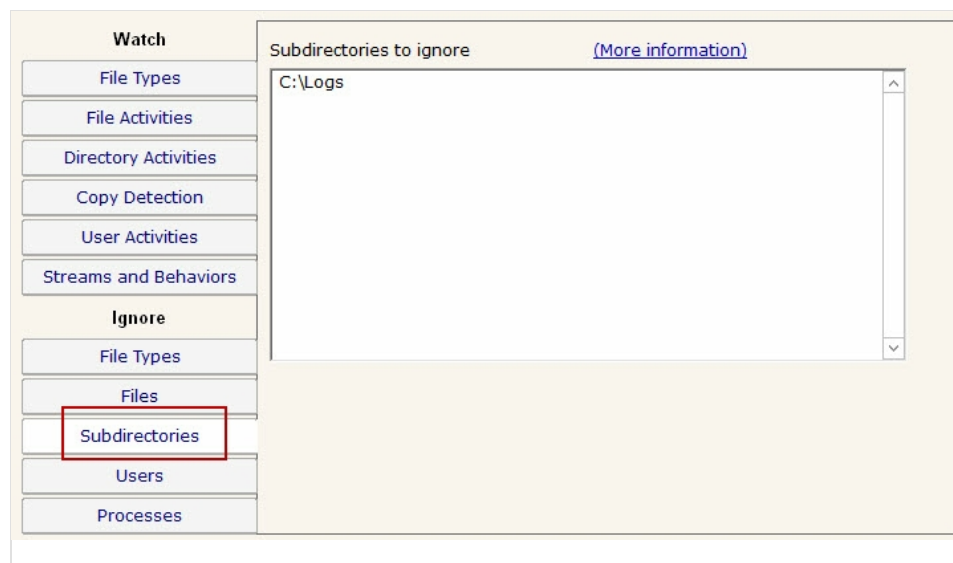 Watch
File Types
File Activities
Directory Activities
Copy Detection
User Activities
Streams and Behaviors
Ignore
File Types
Files
Subdirectories
Users
Processes
Subdirectories to ignore (More information)
C:\Logs